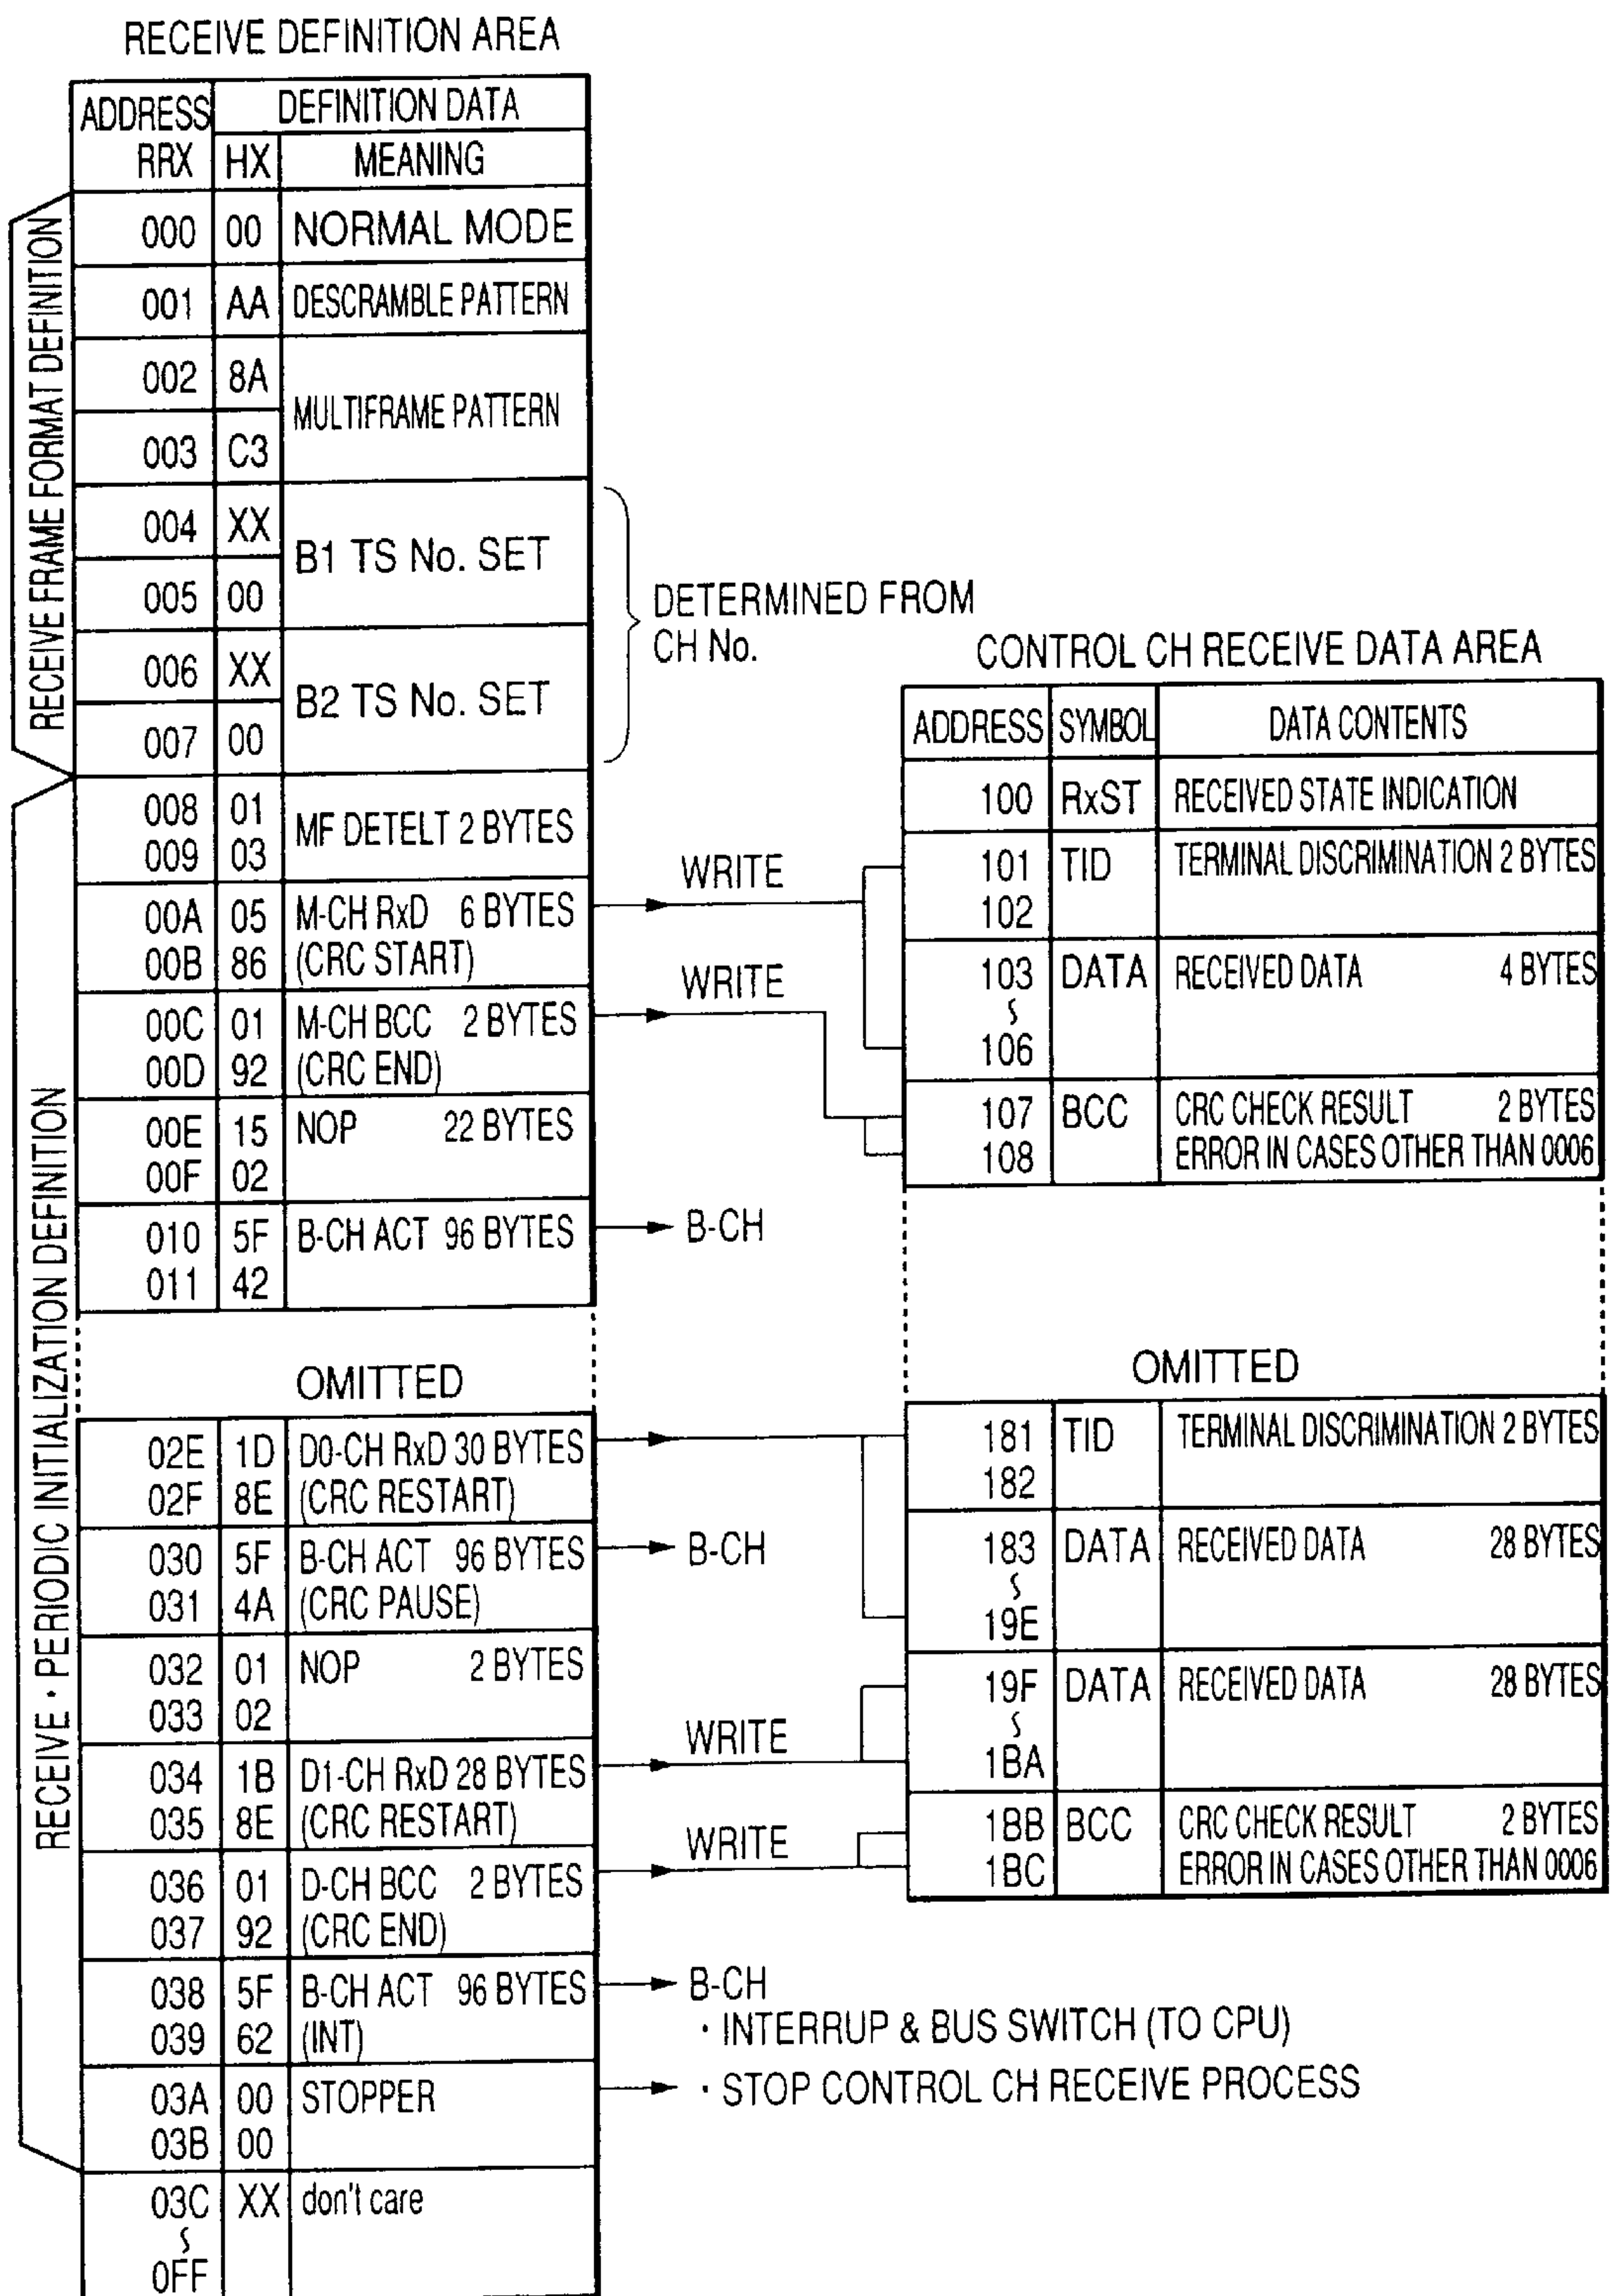 RECEIVE DEFINITION AREA
ADDRESS DEFINITION DATA
RRX HX MEANING
RECEIVE FRAME FORMAT DEFINITION
000 00 NORMAL MODE
001 AA DESCRAMBLE PATTERN
002 8A MULTIFRAME PATTERN
003 C3
004 XX B1 TS No. SET
005 00
006 XX B2 TS No. SET
007 00
DETERMINED FROM
CH No.
RECEIVE · PERIODIC INITIALIZATION DEFINITION
008 01 MF DETELT 2 BYTES
009 03
00A 05 M-CH RxD 6 BYTES
00B 86 (CRC START)
WRITE
00C 01 M-CH BCC 2 BYTES
00D 92 (CRC END)
WRITE
00E 15 NOP 22 BYTES
00F 02
010 5F B-CH ACT 96 BYTES
011 42
B-CH
OMITTED
02E 1D D0-CH RxD 30 BYTES
02F 8E (CRC RESTART)
030 5F B-CH ACT 96 BYTES
031 4A (CRC PAUSE)
B-CH
032 01 NOP 2 BYTES
033 02
034 1B D1-CH RxD 28 BYTES
035 8E (CRC RESTART)
WRITE
036 01 D-CH BCC 2 BYTES
037 92 (CRC END)
WRITE
038 5F B-CH ACT 96 BYTES
039 62 (INT)
B-CH
· INTERRUP & BUS SWITCH (TO CPU)
03A 00 STOPPER
03B 00
· STOP CONTROL CH RECEIVE PROCESS
03C XX don't care
∫
0FF
CONTROL CH RECEIVE DATA AREA
ADDRESS SYMBOL DATA CONTENTS
100 RxST RECEIVED STATE INDICATION
101 TID TERMINAL DISCRIMINATION 2 BYTES
102
103 DATA RECEIVED DATA 4 BYTES
∫
106
107 BCC CRC CHECK RESULT 2 BYTES
108 ERROR IN CASES OTHER THAN 0006
OMITTED
181 TID TERMINAL DISCRIMINATION 2 BYTES
182
183 DATA RECEIVED DATA 28 BYTES
∫
19E
19F DATA RECEIVED DATA 28 BYTES
∫
1BA
1BB BCC CRC CHECK RESULT 2 BYTES
1BC ERROR IN CASES OTHER THAN 0006